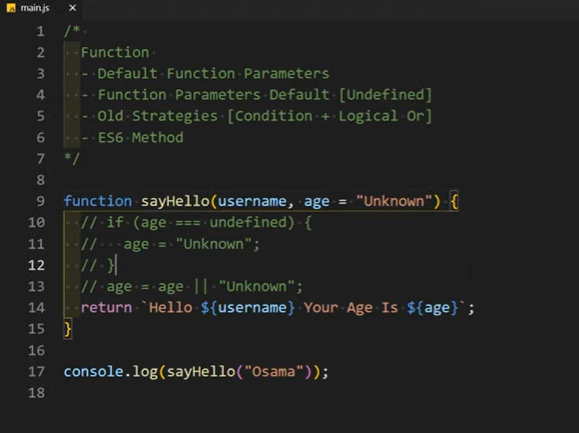 main.js
1 /*
2   Function
3   - Default Function Parameters
4   - Function Parameters Default [Undefined]
5   - Old Strategies [Condition + Logical Or]
6   - ES6 Method
7 */
8
9 function sayHello(username, age = "Unknown") {
10   // if (age === undefined) {
11   //   age = "Unknown";
12   // }
13   // age = age || "Unknown";
14   return `Hello ${username} Your Age Is ${age}`;
15 }
16
17 console.log(sayHello("Osama"));
18